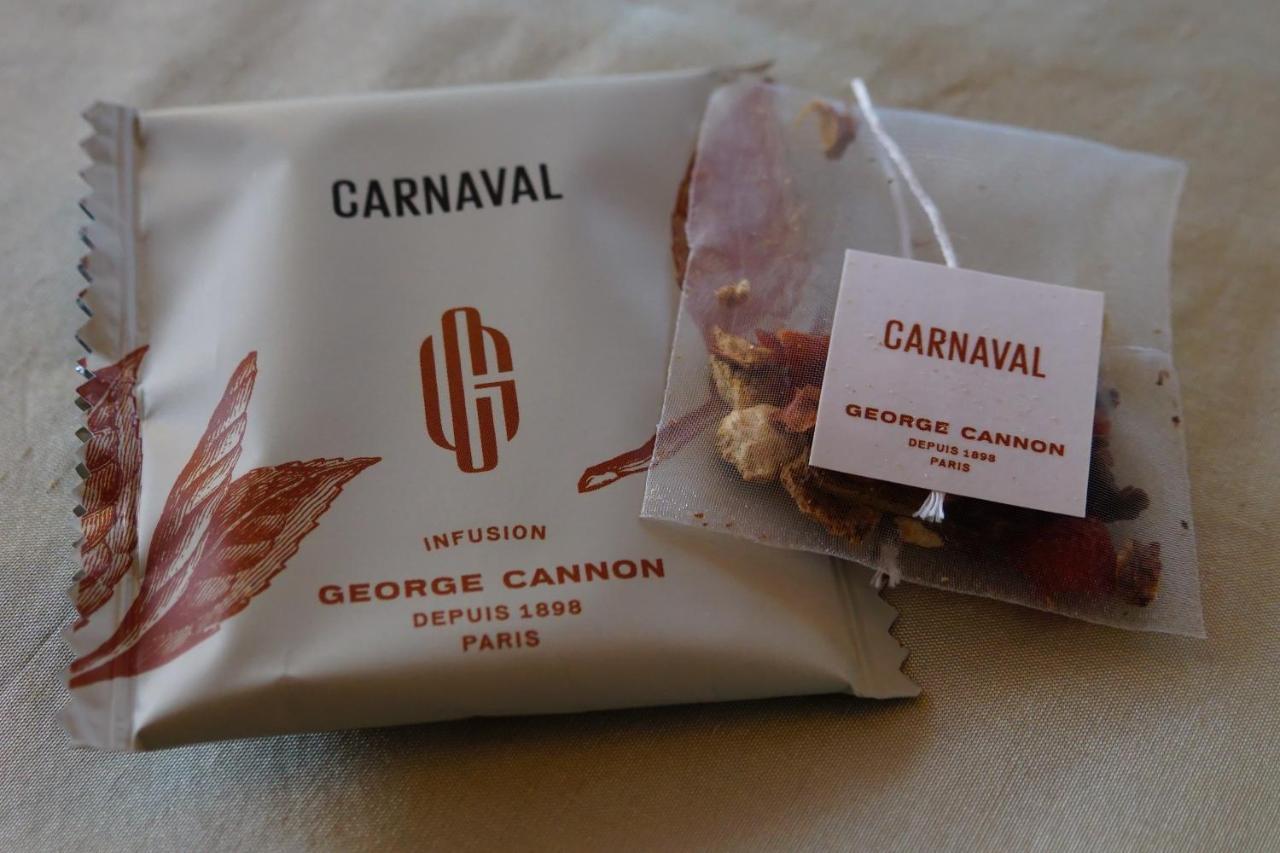 CARNAVAL
INFUSION
GEORGE CANNON
DEPUIS 1898
PARIS
CARNAVAL
GEORGE CANNON
DEPUIS 1898
PARIS